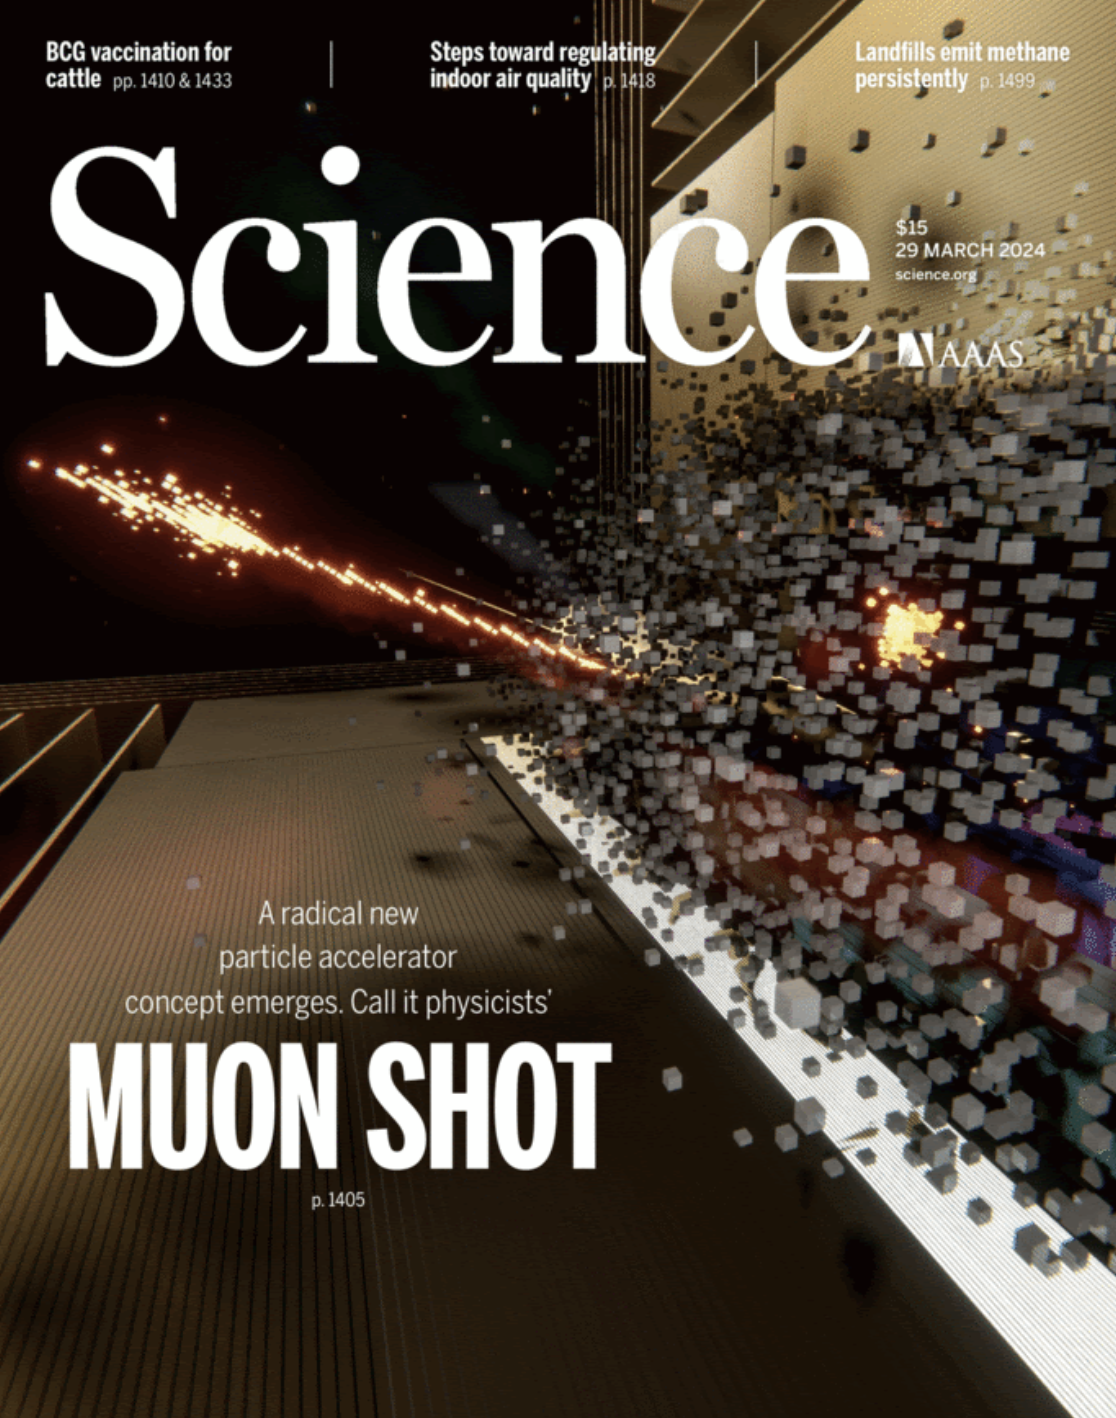 BCG vaccination for
cattle pp. 1410 & 1433
Steps toward regulating
indoor air quality p. 1418
Landfills emit methane
persistently p. 1499
Science
$15
29 MARCH 2024
science.org
AAAS
A radical new
particle accelerator
concept emerges. Call it physicists’
MUON SHOT
p. 1405